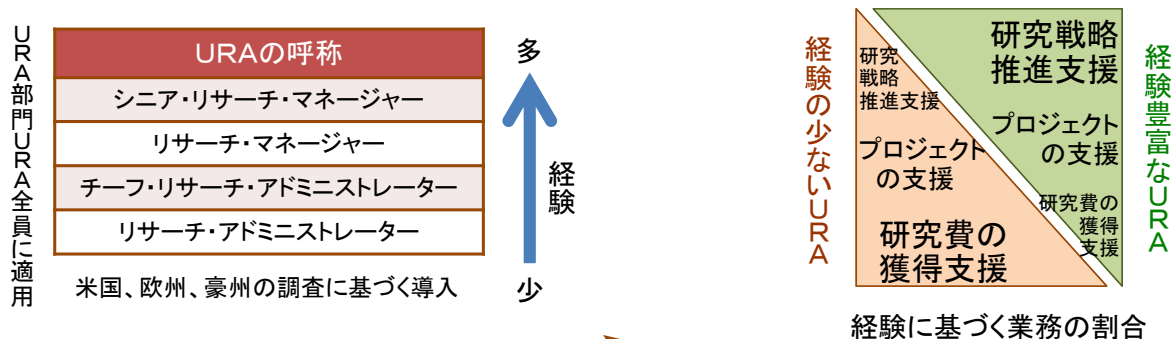 URA部門URA全員に適用
URAの呼称
シニア・リサーチ・マネージャー
リサーチ・マネージャー
チーフ・リサーチ・アドミニストレーター
リサーチ・アドミニストレーター
米国、欧州、豪州の調査に基づく導入
多
経験
少
経験の少ないURA
研究
戦略
推進支援
プロジェクト
の支援
研究費の
獲得支援
研究戦略
推進支援
プロジェクト
の支援
研究費の
獲得
支援
経験豊富なURA
経験に基づく業務の割合